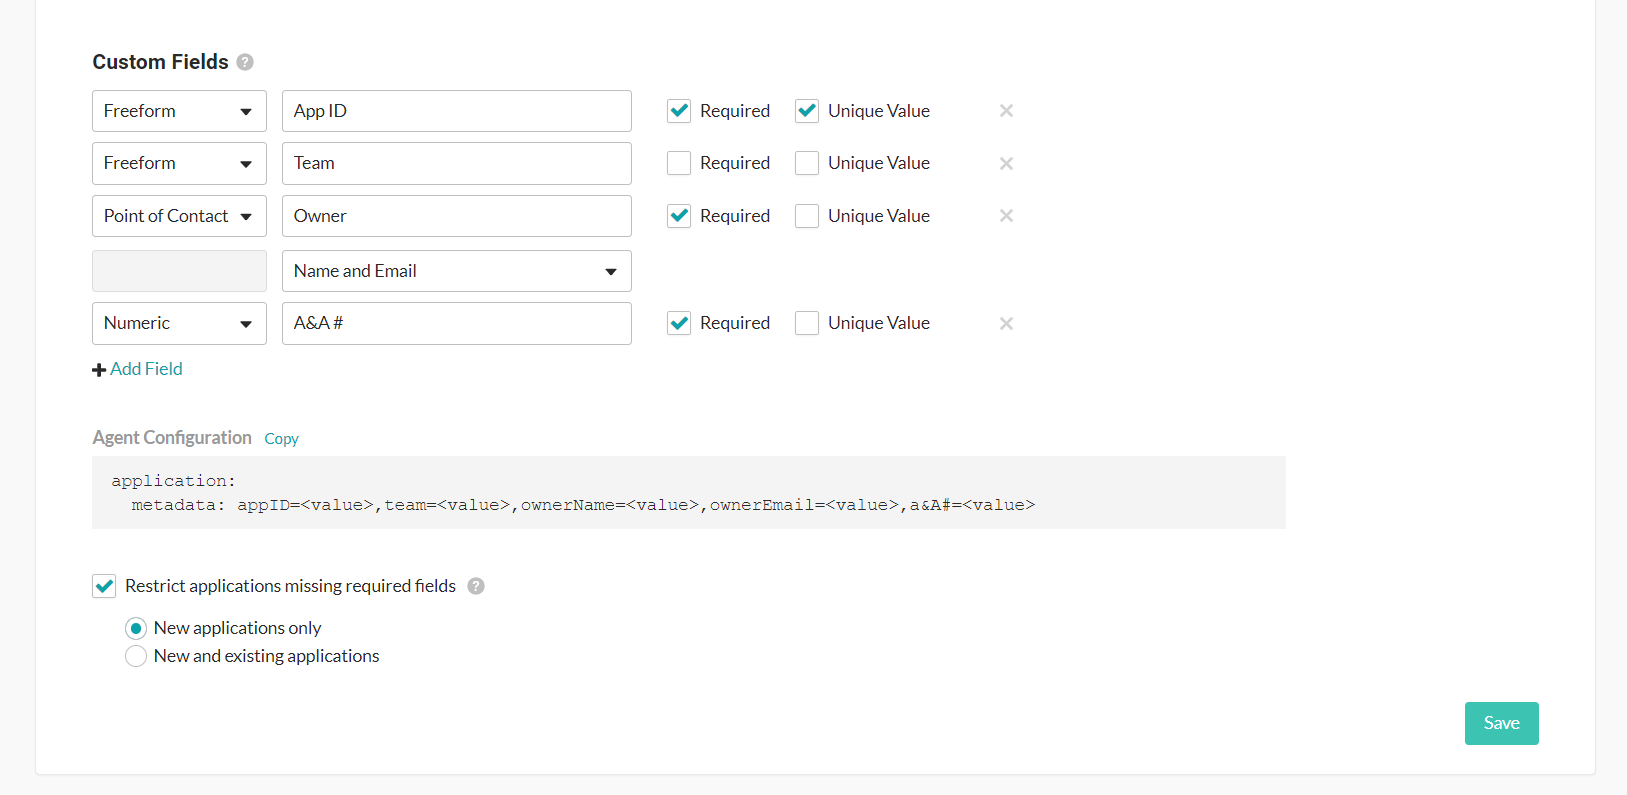 Custom Fields ?
Freeform App ID Required Unique Value
Freeform Team Required Unique Value
Point of Contact Owner Required Unique Value
Name and Email
Numeric A&A # Required Unique Value
Add Field
Agent Configuration Copy
application:
metadata: appID=<value>,team=<value>,ownerName=<value>,ownerEmail=<value>,a&A#=<value>
Restrict applications missing required fields ?
New applications only
New and existing applications
Save